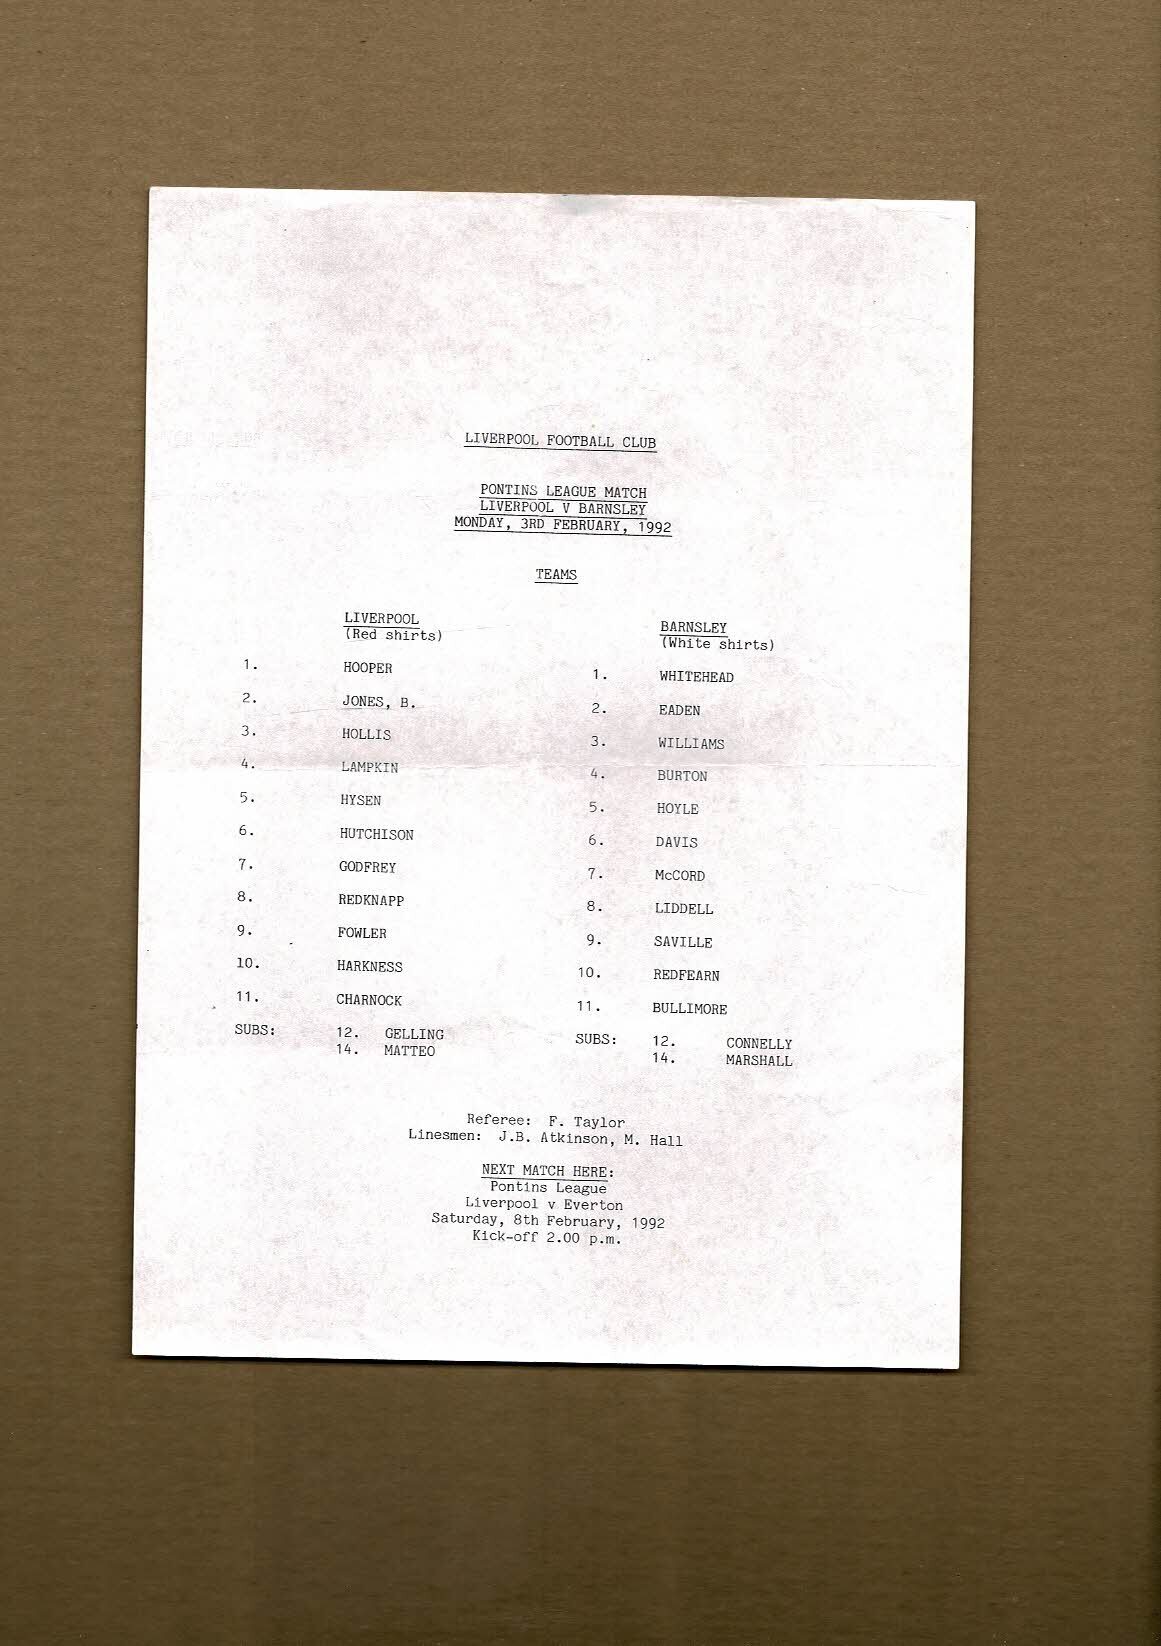 LIVERPOOL FOOTBALL CLUB
PONTINS LEAGUE MATCH
LIVERPOOL V BARNSLEY
MONDAY, 3RD FEBRUARY, 1992
TEAMS
LIVERPOOL
(Red shirts)
1. HOOPER
2. JONES, B.
3. HOLLIS
4. LAMPKIN
5. HYSEN
6. HUTCHISON
7. GODFREY
8. REDKNAPP
9. FOWLER
10. HARKNESS
11. CHARNOCK
SUBS: 12. GELLING
14. MATTEO
BARNSLEY
(White shirts)
1. WHITEHEAD
2. EADEN
3. WILLIAMS
4. BURTON
5. HOYLE
6. DAVIS
7. McCORD
8. LIDDELL
9. SAVILLE
10. REDFEARN
11. BULLIMORE
SUBS: 12. CONNELLY
14. MARSHALL
Referee: F. Taylor
Linesmen: J.B. Atkinson, M. Hall
NEXT MATCH HERE:
Pontins League
Liverpool v Everton
Saturday, 8th February, 1992
Kick-off 2.00 p.m.